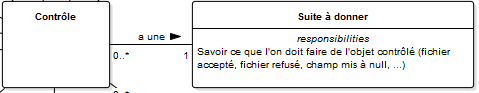 Contrôle
a une
0..*
1
Suite à donner
responsibilities
Savoir ce que l'on doit faire de l'objet contrôlé (fichier
accepté, fichier refusé, champ mis à null, ...)